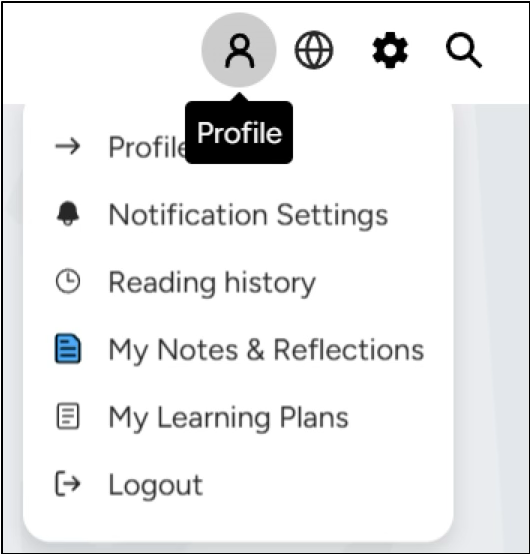 Profile
Profile
Notification Settings
Reading history
My Notes & Reflections
My Learning Plans
Logout